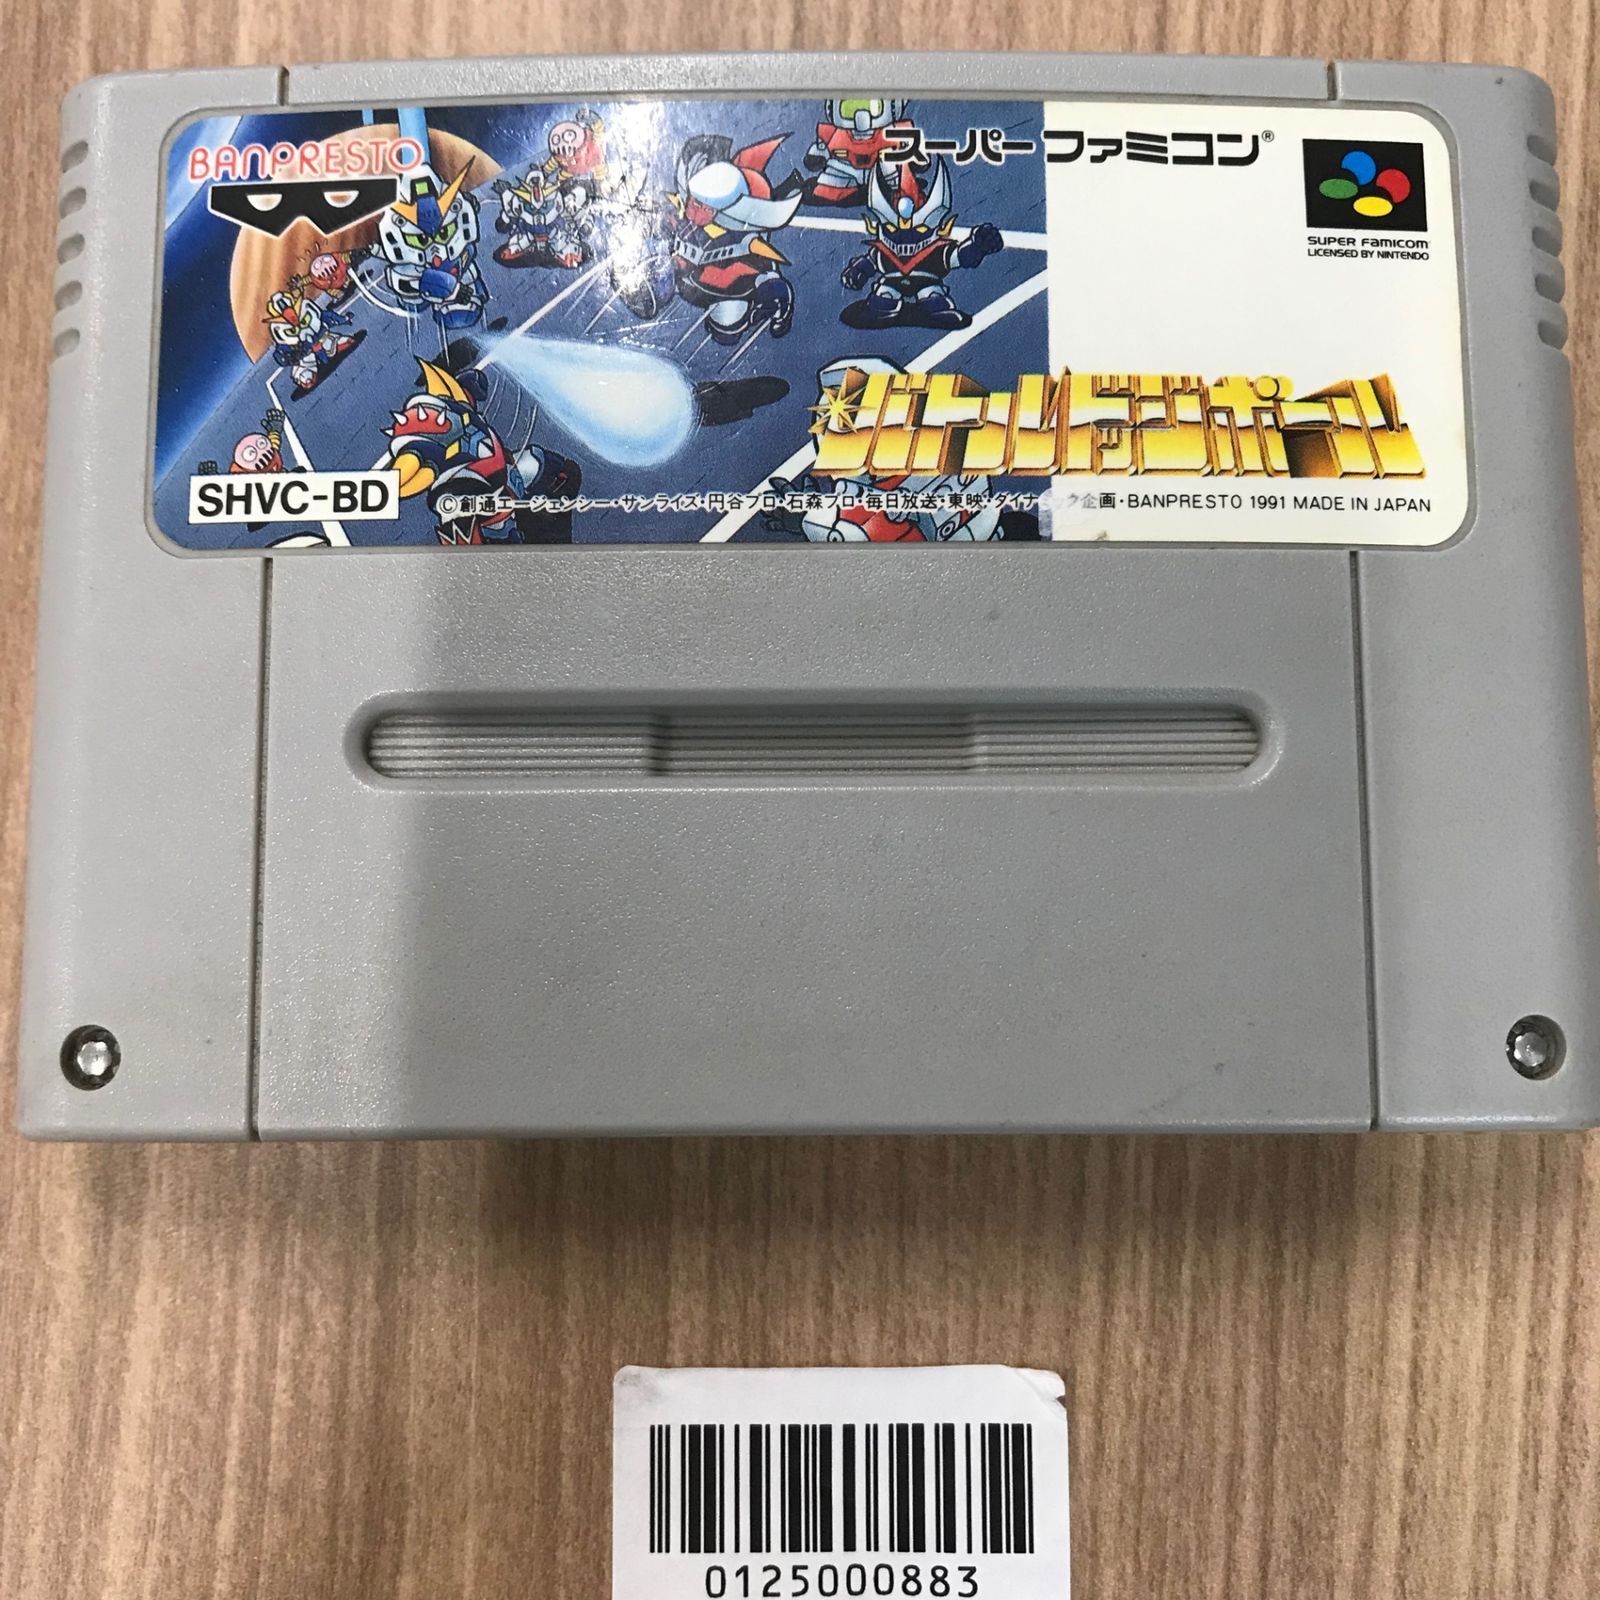 BANPRESTO
スーパーファミコン®
SUPER FAMICOM
LICENSED BY NINTENDO
バトルドッジボール
SHVC-BD
©創通エージェンシー・サンライズ・円谷プロ・石森プロ・毎日放送・東映・ダイナミック企画・BANPRESTO 1991 MADE IN JAPAN
0125000883